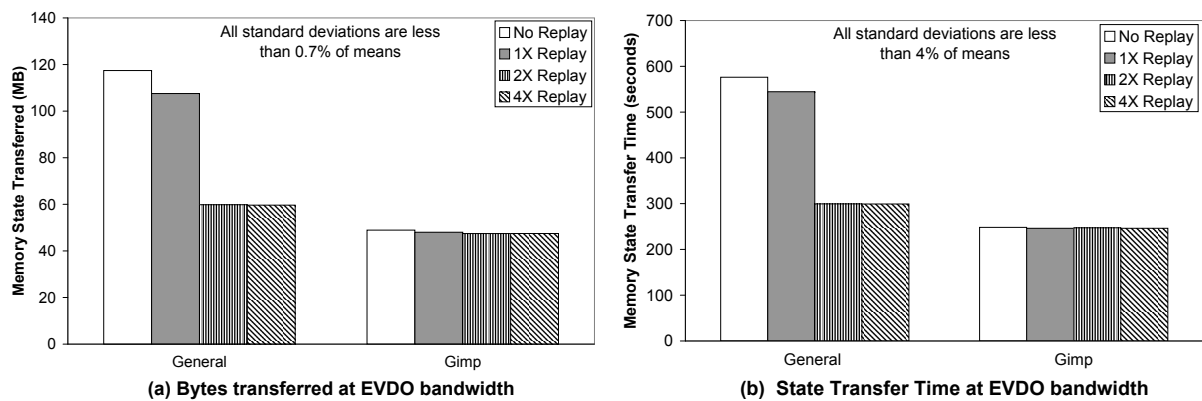 140
120
100
80
60
40
20
0
Memory State Transferred (MB)
All standard deviations are less
than 0.7% of means
No Replay
1X Replay
2X Replay
4X Replay
General
Gimp
(a) Bytes transferred at EVDO bandwidth
700
600
500
400
300
200
100
0
Memory State Transfer Time (seconds)
All standard deviations are less
than 4% of means
No Replay
1X Replay
2X Replay
4X Replay
General
Gimp
(b) State Transfer Time at EVDO bandwidth